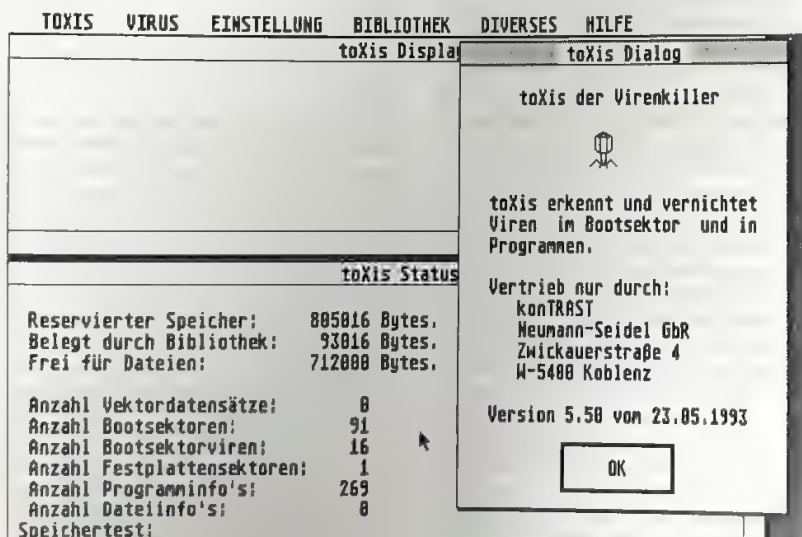 TOXIS VIRUS EINSTELLUNG BIBLIOTHEK DIVERSES HILFE
toXis Display
toXis Status
Reservierter Speicher: 805016 Bytes.
Belegt durch Bibliothek: 93016 Bytes.
Frei für Dateien: 712000 Bytes.
Anzahl Vektordatensätze: 0
Anzahl Bootsektoren: 91
Anzahl Bootsektorviren: 16
Anzahl Festplattensektoren: 1
Anzahl Programminfo's: 269
Anzahl Dateiinfo's: 0
Speichertest:
toXis Dialog
toXis der Virenkiller
toXis erkennt und vernichtet
Viren im Bootsektor und in
Programmen.
Vertrieb nur durch:
konTRAST
Neumann-Seidel GbR
Zwickauerstraße 4
W-5400 Koblenz
Version 5.50 vom 23.05.1993
OK